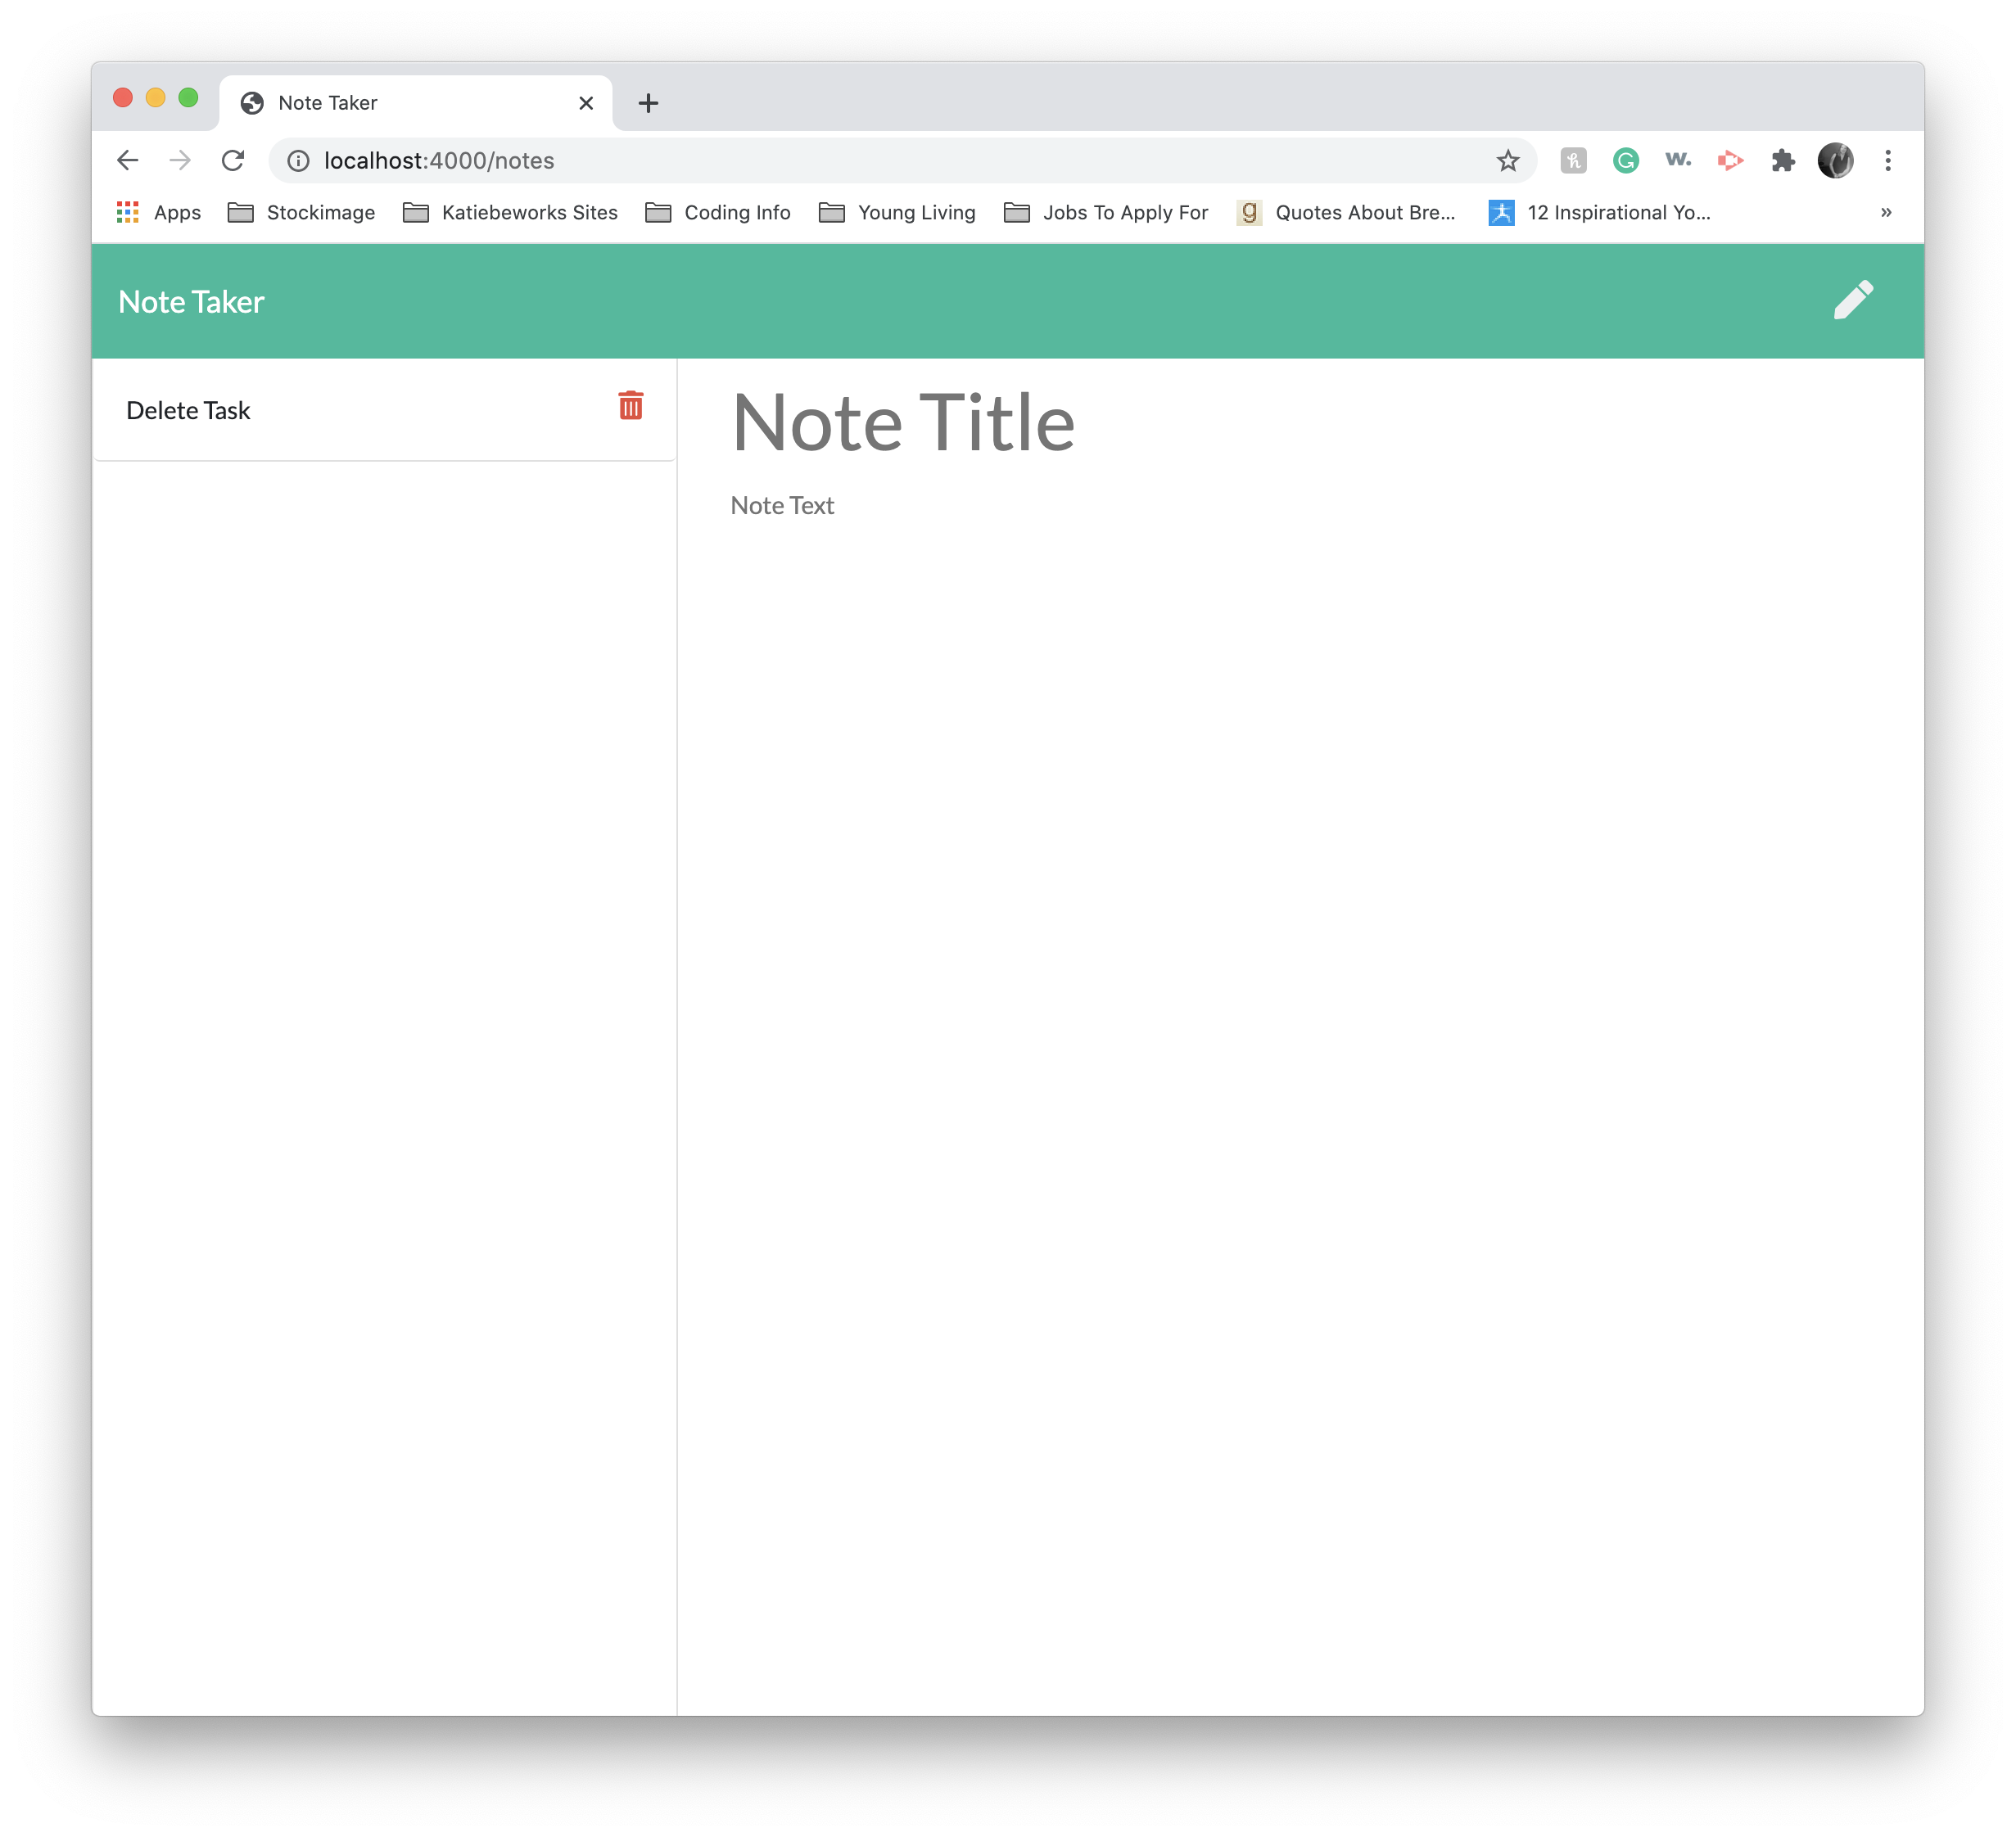 Note Taker
localhost:4000/notes
W.
Apps Stockimage Katiebeworks Sites Coding Info Young Living Jobs To Apply For Quotes About Bre... 12 Inspirational Yo... »
Note Taker
Delete Task
Note Title
Note Text